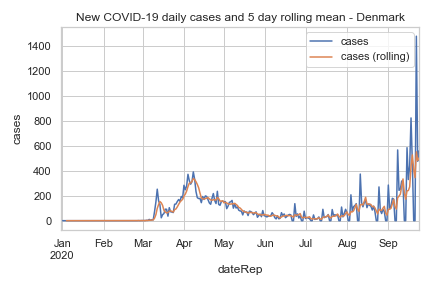 New COVID-19 daily cases and 5 day rolling mean - Denmark
cases
cases (rolling)
1400
1200
1000
800
600
400
200
0
cases
Jan Feb Mar Apr May Jun Jul Aug Sep
2020
dateRep